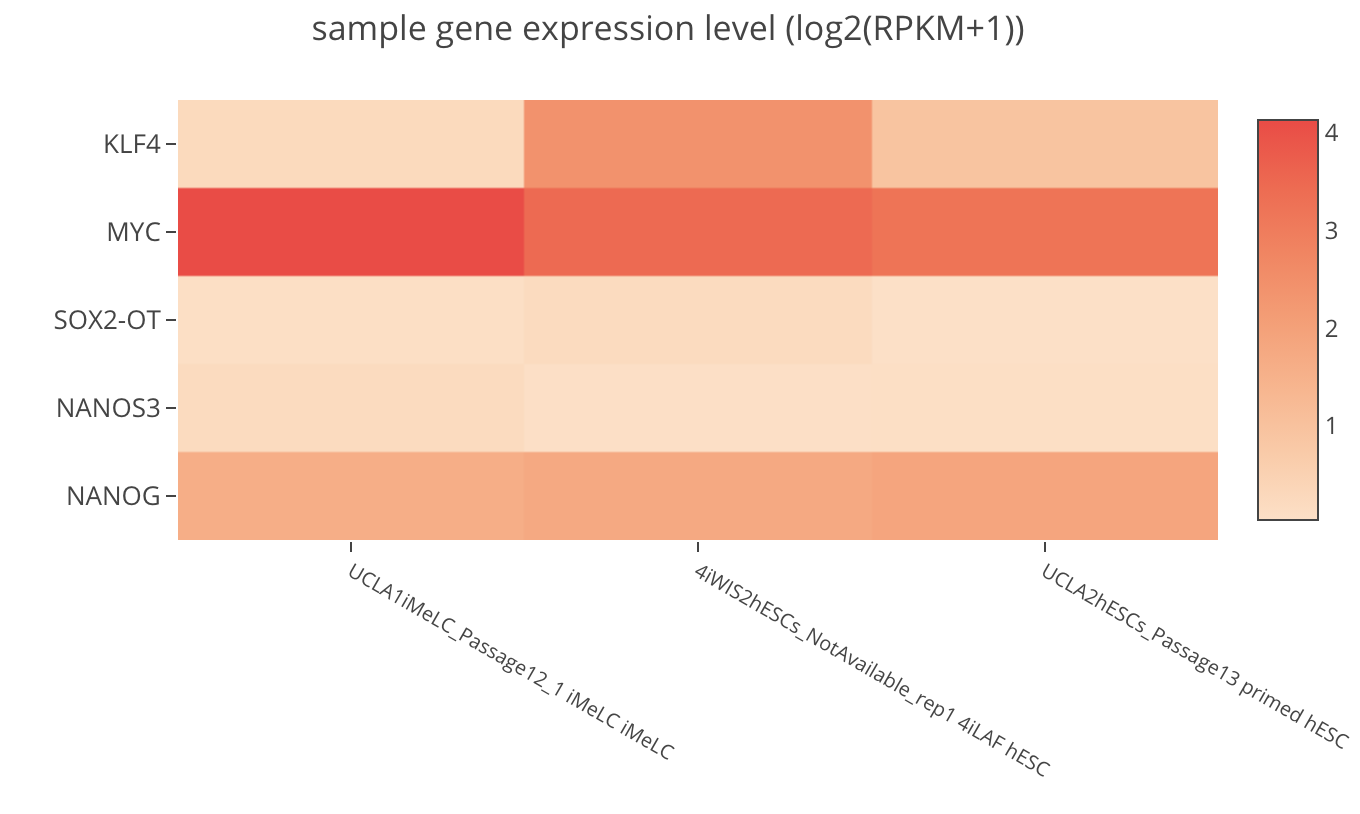 sample gene expression level (log2(RPKM+1))
KLF4
MYC
SOX2-OT
NANOS3
NANOG
4
3
2
1
UCLA1iMeLC_Passage12_1 iMeLC iMeLC
4iWIS2hESCs_NotAvailable_rep1 4iLAF hESC
UCLA2hESCs_Passage13 primed hESC